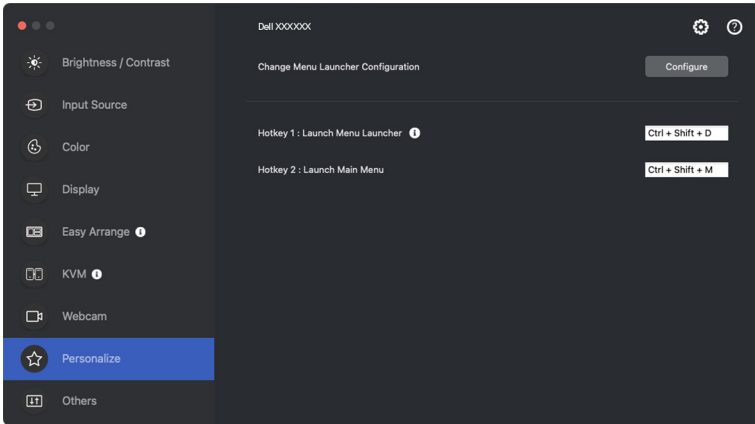 Dell XXXXXX
Brightness / Contrast
Input Source
Color
Display
Easy Arrange
KVM
Webcam
Personalize
Others
Change Menu Launcher Configuration
Configure
Hotkey 1 : Launch Menu Launcher
Ctrl + Shift + D
Hotkey 2 : Launch Main Menu
Ctrl + Shift + M